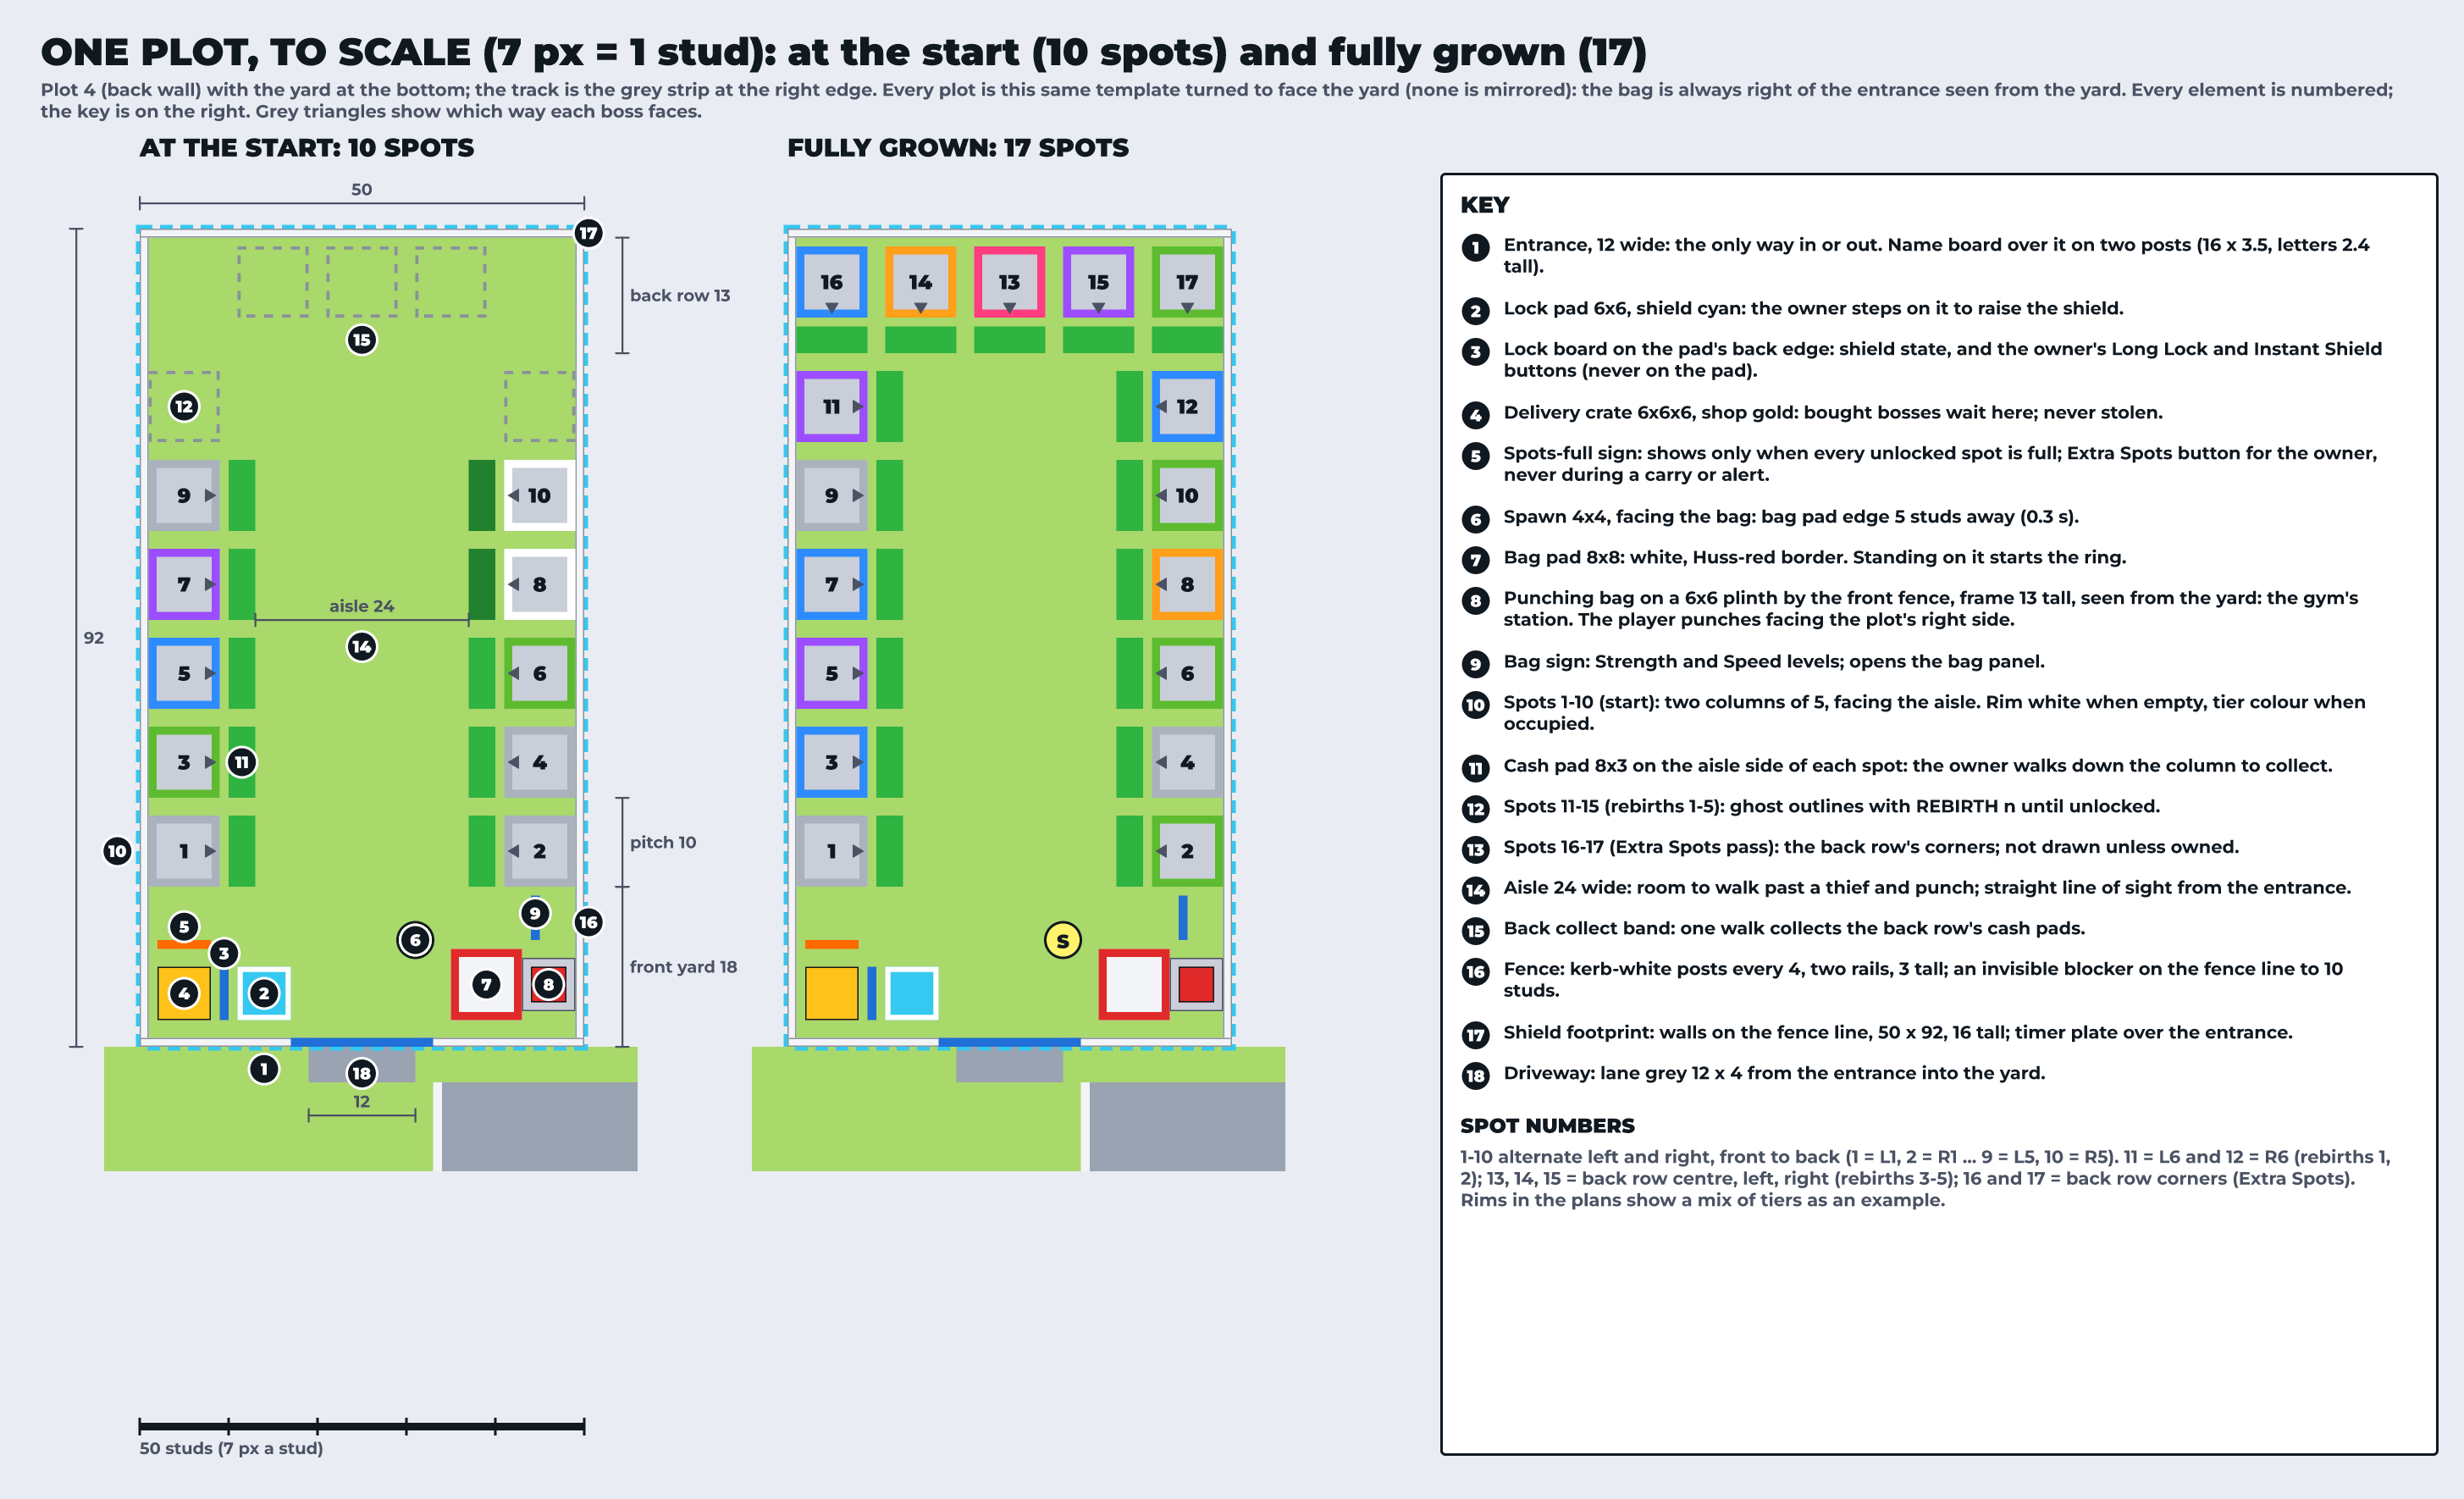 ONE PLOT, TO SCALE (7 px = 1 stud): at the start (10 spots) and fully grown (17)
Plot 4 (back wall) with the yard at the bottom; the track is the grey strip at the right edge. Every plot is this same template turned to face the yard (none is mirrored): the bag is always right of the entrance seen from the yard. Every element is numbered;
the key is on the right. Grey triangles show which way each boss faces.
AT THE START: 10 SPOTS
50
17
back row 13
15
12
9
10
7
8
aisle 24
92
14
5
6
3
11
4
1
2
10
pitch 10
5
3
6
9
16
4
2
7
8
front yard 18
1
18
12
50 studs (7 px a stud)
FULLY GROWN: 17 SPOTS
16
14
13
15
17
11
12
9
10
7
8
5
6
3
4
1
2
S
KEY
1 Entrance, 12 wide: the only way in or out. Name board over it on two posts (16 x 3.5, letters 2.4
tall).
2 Lock pad 6x6, shield cyan: the owner steps on it to raise the shield.
3 Lock board on the pad's back edge: shield state, and the owner's Long Lock and Instant Shield
buttons (never on the pad).
4 Delivery crate 6x6x6, shop gold: bought bosses wait here; never stolen.
5 Spots-full sign: shows only when every unlocked spot is full; Extra Spots button for the owner,
never during a carry or alert.
6 Spawn 4x4, facing the bag: bag pad edge 5 studs away (0.3 s).
7 Bag pad 8x8: white, Huss-red border. Standing on it starts the ring.
8 Punching bag on a 6x6 plinth by the front fence, frame 13 tall, seen from the yard: the gym's
station. The player punches facing the plot's right side.
9 Bag sign: Strength and Speed levels; opens the bag panel.
10 Spots 1-10 (start): two columns of 5, facing the aisle. Rim white when empty, tier colour when
occupied.
11 Cash pad 8x3 on the aisle side of each spot: the owner walks down the column to collect.
12 Spots 11-15 (rebirths 1-5): ghost outlines with REBIRTH n until unlocked.
13 Spots 16-17 (Extra Spots pass): the back row's corners; not drawn unless owned.
14 Aisle 24 wide: room to walk past a thief and punch; straight line of sight from the entrance.
15 Back collect band: one walk collects the back row's cash pads.
16 Fence: kerb-white posts every 4, two rails, 3 tall; an invisible blocker on the fence line to 10
studs.
17 Shield footprint: walls on the fence line, 50 x 92, 16 tall; timer plate over the entrance.
18 Driveway: lane grey 12 x 4 from the entrance into the yard.
SPOT NUMBERS
1-10 alternate left and right, front to back (1 = L1, 2 = R1 ... 9 = L5, 10 = R5). 11 = L6 and 12 = R6 (rebirths 1,
2); 13, 14, 15 = back row centre, left, right (rebirths 3-5); 16 and 17 = back row corners (Extra Spots).
Rims in the plans show a mix of tiers as an example.